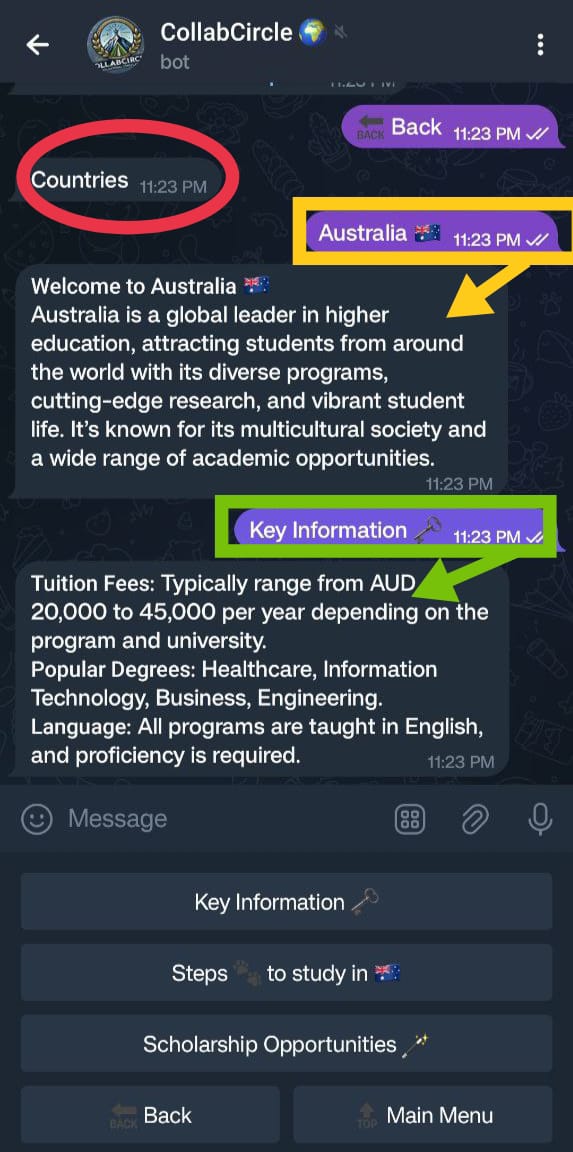 CollabCircle 🌍
bot
Back 11:23 PM
Countries 11:23 PM
Australia 🇦🇺 11:23 PM
Welcome to Australia 🇦🇺
Australia is a global leader in higher
education, attracting students from around
the world with its diverse programs,
cutting-edge research, and vibrant student
life. It's known for its multicultural society and
a wide range of academic opportunities.
11:23 PM
Key Information 🗝️ 11:23 PM
Tuition Fees: Typically range from AUD
20,000 to 45,000 per year depending on the
program and university.
Popular Degrees: Healthcare, Information
Technology, Business, Engineering.
Language: All programs are taught in English,
and proficiency is required. 11:23 PM
Message
Key Information 🗝️
Steps 🐾 to study in 🇦🇺
Scholarship Opportunities 🪄
🔙 Back
🔝 Main Menu